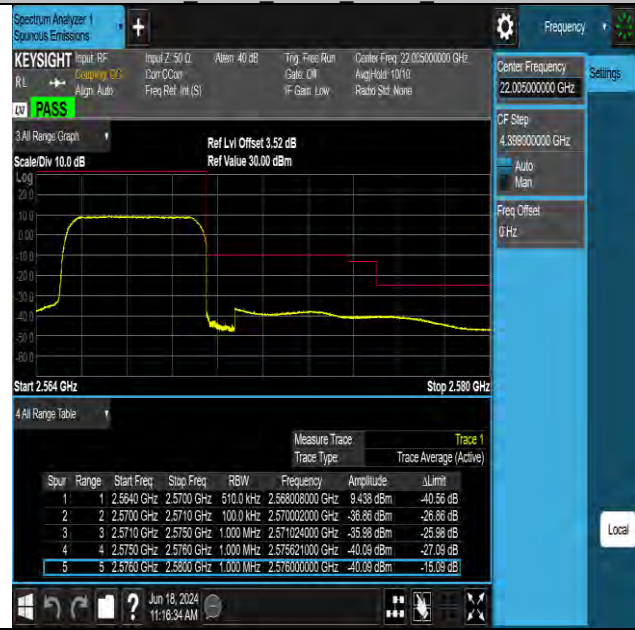 Spectrum Analyzer 1
Spurious Emissions
+
Frequency
KEYSIGHT Input: RF Input Z: 50 Ω Atten: 40 dB Trig: Free Run Center Freq: 22.005000000 GHz
RL Coupling: DC Corr CCorr Gate: Off Avg|Hold: 10/10
Align: Auto Freq Ref: Int (S) IF Gain: Low Radio Std: None
LXI PASS
3 All Range Graph
Ref Lvl Offset 3.52 dB
Scale/Div 10.0 dB Ref Value 30.00 dBm
Log
20.0
10.0
0.00
-10.0
-20.0
-30.0
-40.0
-50.0
-60.0
Start 2.564 GHz Stop 2.580 GHz
4 All Range Table
Measure Trace Trace 1
Trace Type Trace Average (Active)
Spur Range Start Freq Stop Freq RBW Frequency Amplitude ΔLimit
1 1 2.5640 GHz 2.5700 GHz 510.0 kHz 2.568008000 GHz 9.438 dBm -40.56 dB
2 2 2.5700 GHz 2.5710 GHz 100.0 kHz 2.570002000 GHz -36.86 dBm -26.86 dB
3 3 2.5710 GHz 2.5750 GHz 1.000 MHz 2.571024000 GHz -35.98 dBm -25.98 dB
4 4 2.5750 GHz 2.5760 GHz 1.000 MHz 2.575621000 GHz -40.09 dBm -27.09 dB
5 5 2.5760 GHz 2.5800 GHz 1.000 MHz 2.576000000 GHz -40.09 dBm -15.09 dB
Center Frequency
22.005000000 GHz
Settings
CF Step
4.399000000 GHz
Auto
Man
Freq Offset
0 Hz
Local
?
Jun 18, 2024
11:16:34 AM